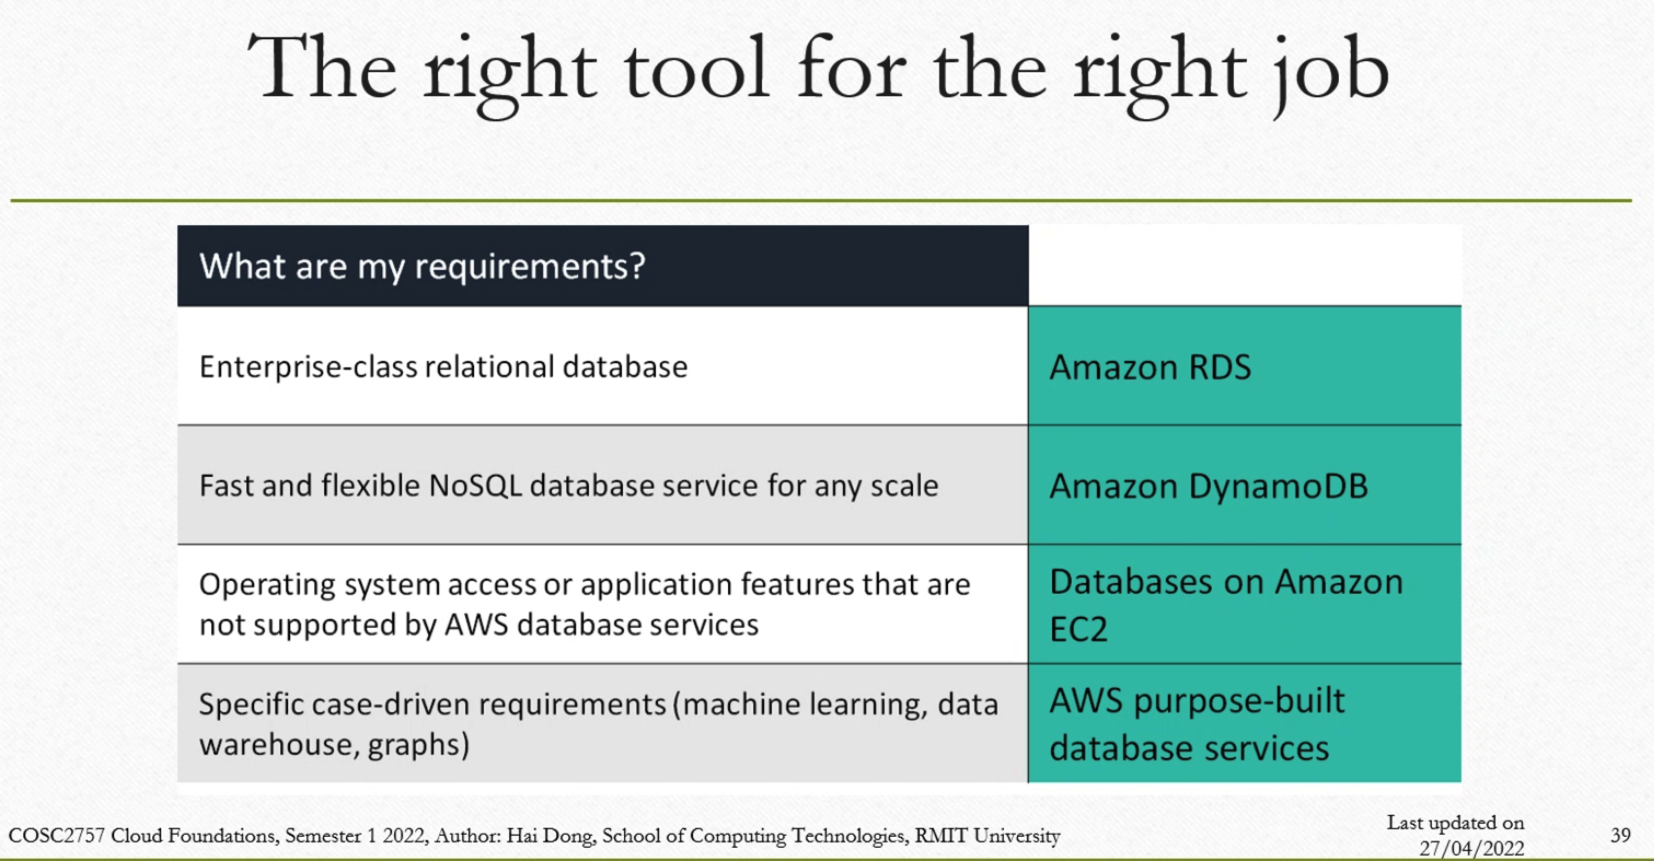 The right tool for the right job
What are my requirements?
Enterprise-class relational database
Amazon RDS
Fast and flexible NoSQL database service for any scale
Amazon DynamoDB
Operating system access or application features that are
not supported by AWS database services
Databases on Amazon
EC2
Specific case-driven requirements (machine learning, data
warehouse, graphs)
AWS purpose-built
database services
COSC2757 Cloud Foundations, Semester 1 2022, Author: Hai Dong, School of Computing Technologies, RMIT University
Last updated on
27/04/2022
39